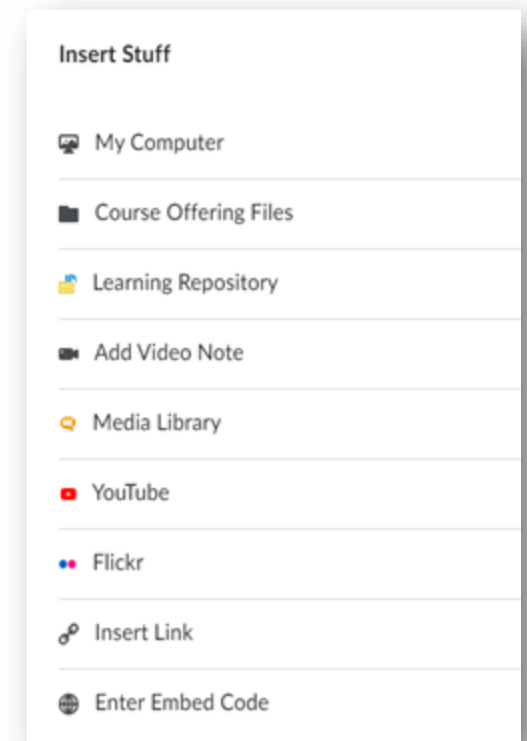 Insert Stuff
My Computer
Course Offering Files
Learning Repository
Add Video Note
Media Library
YouTube
Flickr
Insert Link
Enter Embed Code